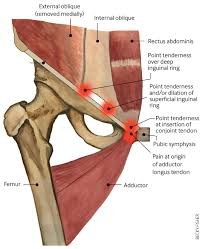 External oblique
(removed medially)
Internal oblique
Rectus abdominis
Point tenderness
over deep
inguinal ring
Point tenderness
and/or dilation of
superficial inguinal
ring
Point tenderness
at insertion of
conjoint tendon
Pubic symphysis
Pain at origin of
adductor
longus tendon
Femur
Adductor